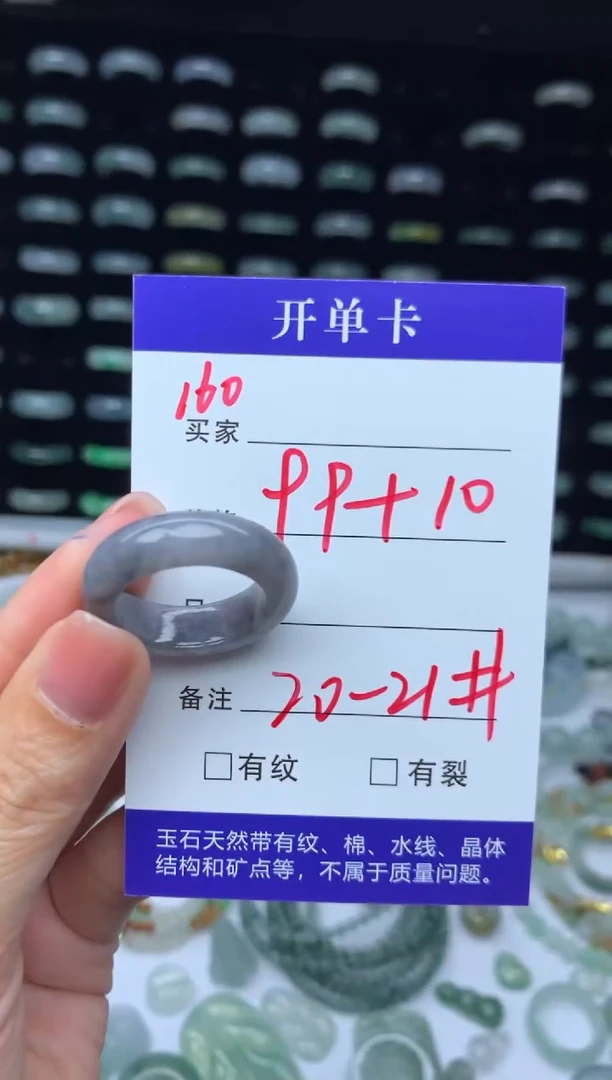 开单卡
160
买家
99+10
备注 20-21#
□有纹 □有裂
玉石天然带有纹、棉、水线、晶体
结构和矿点等，不属于质量问题。